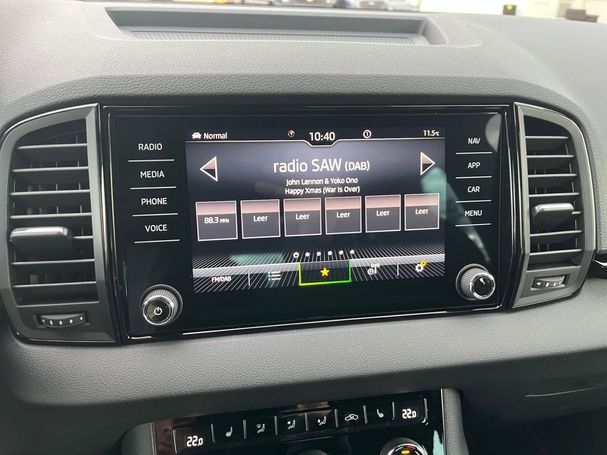 Normal 10:40 11.5°C
RADIO
MEDIA
PHONE
VOICE
radio SAW (DAB)
John Lennon & Yoko Ono
Happy Xmas (War Is Over)
88.3 MHz Leer Leer Leer Leer Leer
FM/DAB
NAV
APP
CAR
MENU
22.0 22.0